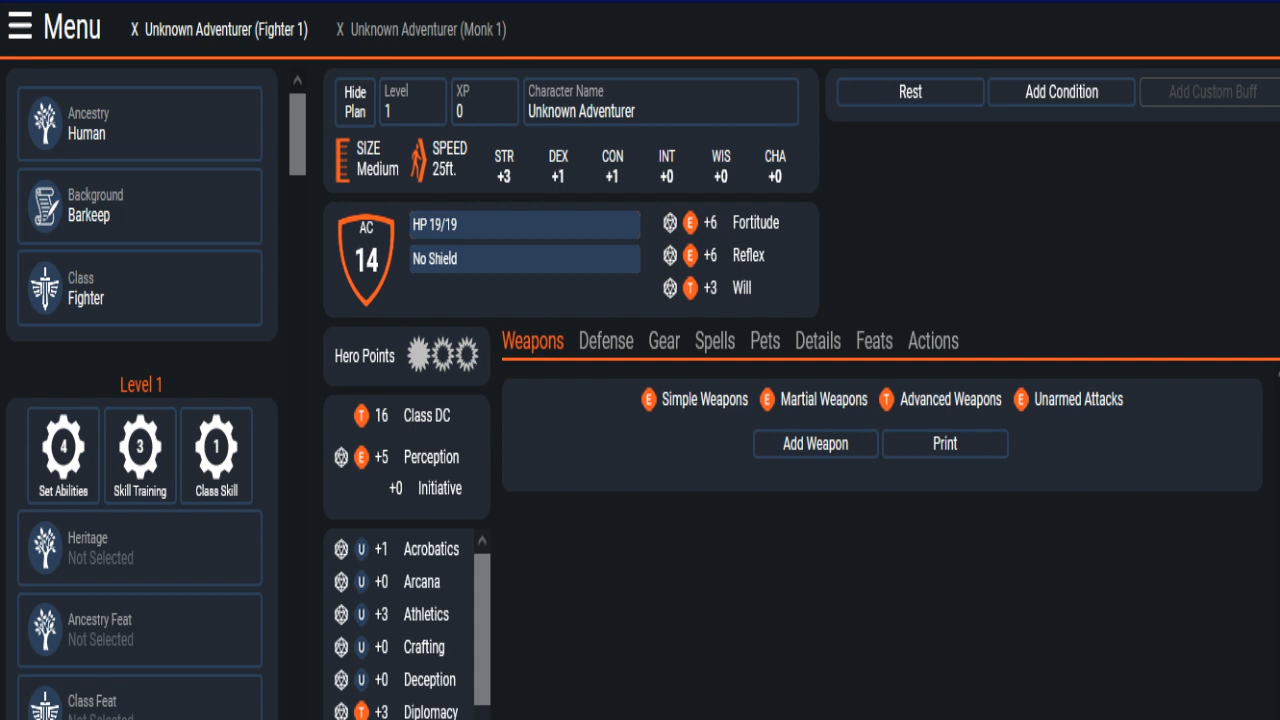 Menu
X Unknown Adventurer (Fighter 1)
X Unknown Adventurer (Monk 1)
Ancestry
Human
Background
Barkeep
Class
Fighter
Level 1
4
Set Abilities
3
Skill Training
1
Class Skill
Heritage
Not Selected
Ancestry Feat
Not Selected
Class Feat
Not Selected
Hide
Plan
Level
1
XP
0
Character Name
Unknown Adventurer
SIZE
Medium
SPEED
25ft.
STR
+3
DEX
+1
CON
+1
INT
+0
WIS
+0
CHA
+0
AC
14
HP 19/19
No Shield
E +6 Fortitude
E +6 Reflex
T +3 Will
Rest
Add Condition
Add Custom Buff
Hero Points
T 16 Class DC
E +5 Perception
+0 Initiative
U +1 Acrobatics
U +0 Arcana
U +3 Athletics
U +0 Crafting
U +0 Deception
T +3 Diplomacy
Weapons Defense Gear Spells Pets Details Feats Actions
E Simple Weapons E Martial Weapons T Advanced Weapons E Unarmed Attacks
Add Weapon
Print